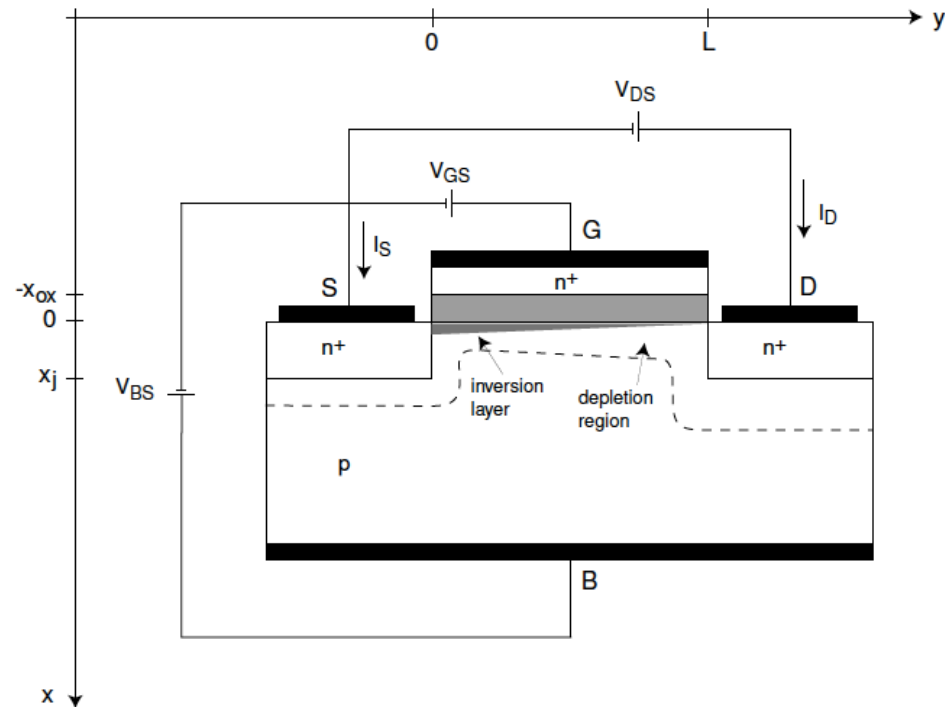 y
0
L
VDS
VGS
ID
G
IS
n+
-xox
S
D
0
n+
n+
xj
VBS
inversion
layer
depletion
region
p
B
x